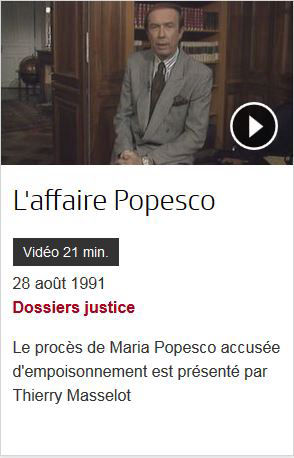 L'affaire Popesco
Vidéo 21 min.
28 août 1991
Dossiers justice
Le procès de Maria Popesco accusée
d'empoisonnement est présenté par
Thierry Masselot